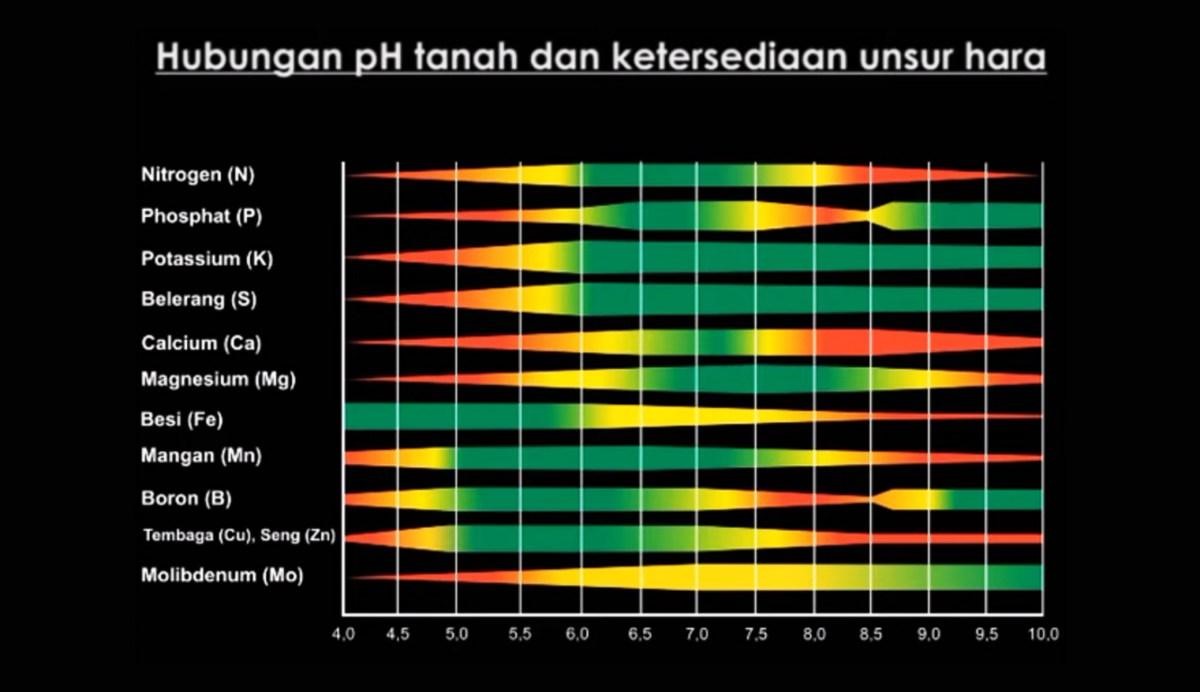 Hubungan pH tanah dan ketersediaan unsur hara
Nitrogen (N)
Phosphat (P)
Potassium (K)
Belerang (S)
Calcium (Ca)
Magnesium (Mg)
Besi (Fe)
Mangan (Mn)
Boron (B)
Tembaga (Cu), Seng (Zn)
Molibdenum (Mo)
4,0 4,5 5,0 5,5 6,0 6,5 7,0 7,5 8,0 8,5 9,0 9,5 10,0